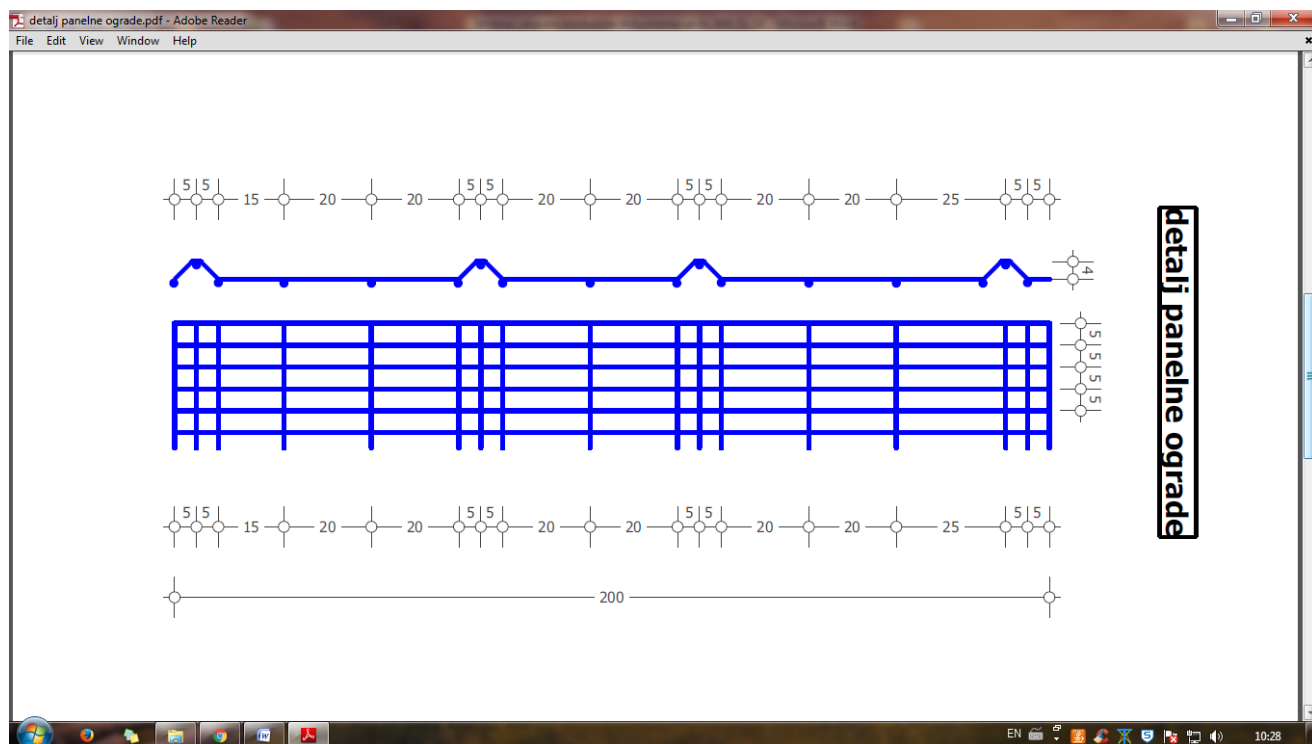 detalj panelne ograde.pdf - Adobe Reader
File Edit View Window Help
5 5 15 20 20 5 5 20 20 5 5 20 20 25 5 5
4
5
5
5
5
detalj panelne ograde
5 5 15 20 20 5 5 20 20 5 5 20 20 25 5 5
200
EN 10:28